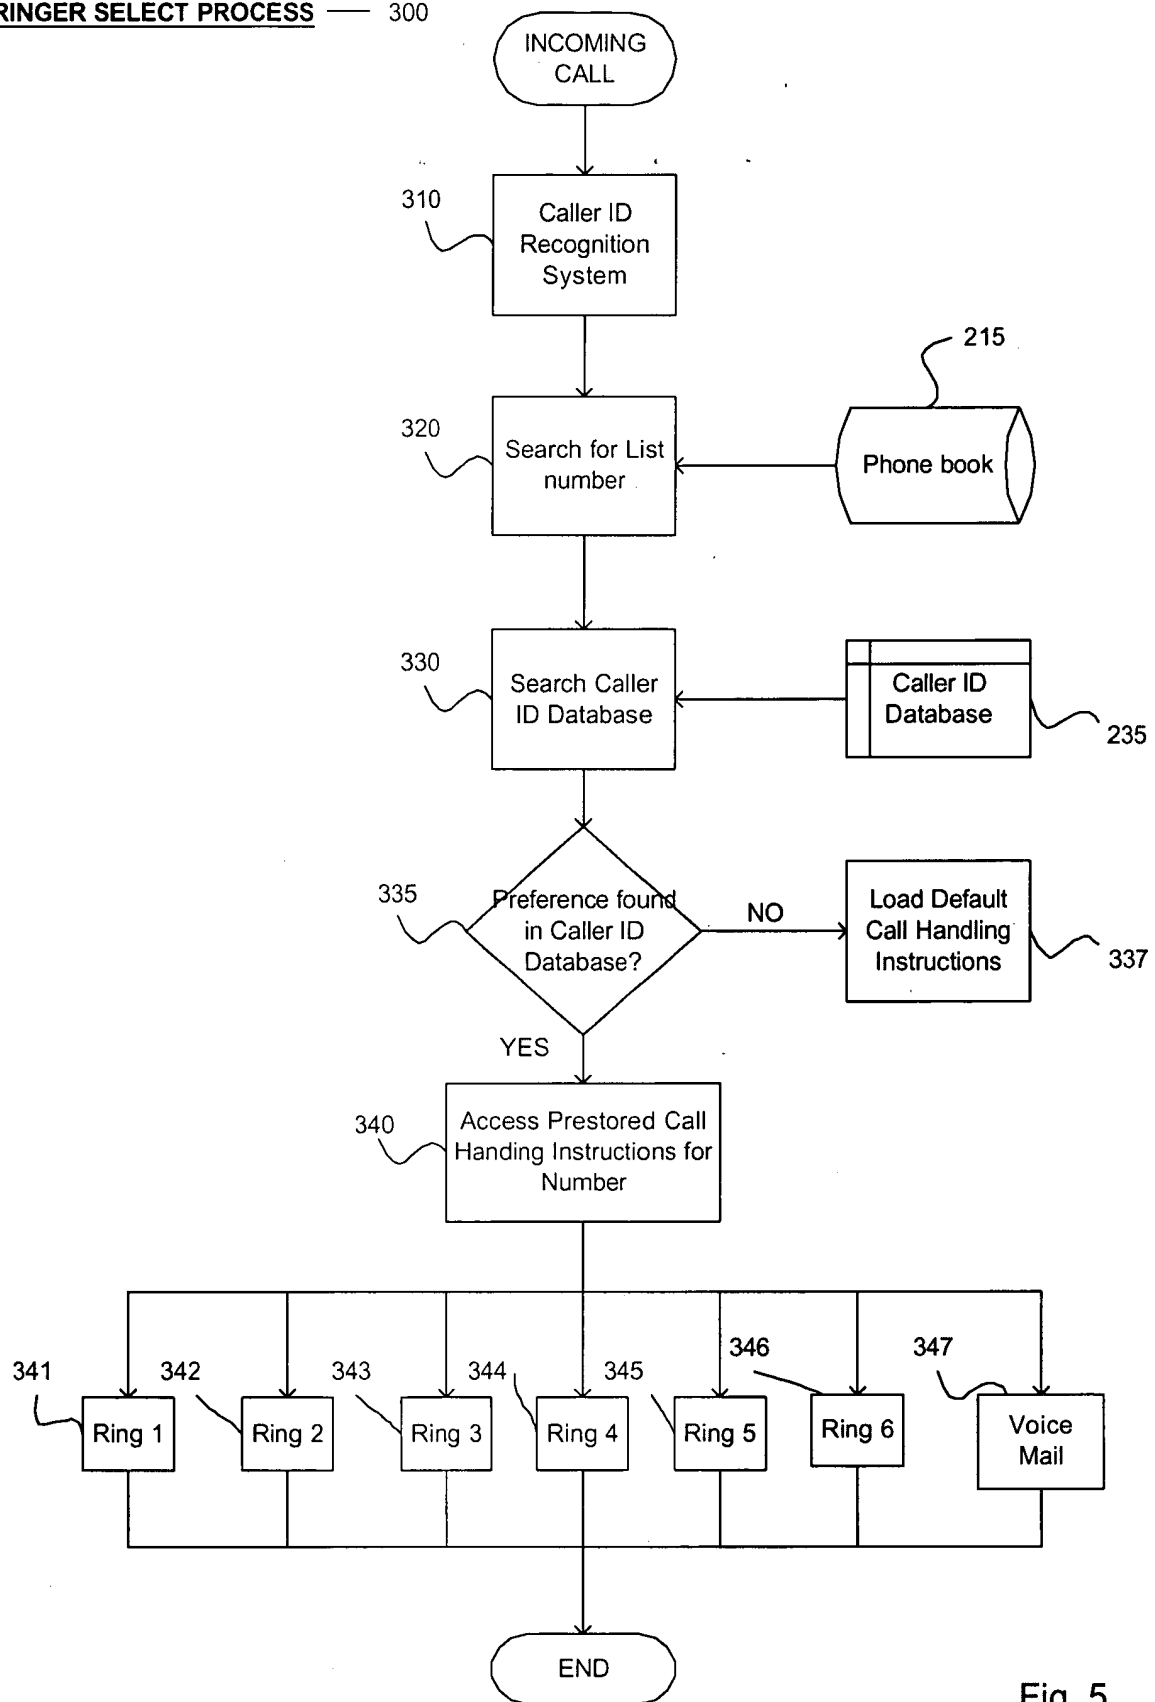 RINGER SELECT PROCESS — 300
INCOMING
CALL
310
Caller ID
Recognition
System
215
320
Search for List
number
Phone book
330
Search Caller
ID Database
Caller ID
Database
235
335
Preference found
in Caller ID
Database?
NO
Load Default
Call Handling
Instructions
337
YES
340
Access Prestored Call
Handing Instructions for
Number
341
342
343
344
345
346
347
Ring 1
Ring 2
Ring 3
Ring 4
Ring 5
Ring 6
Voice
Mail
END
Fig. 5